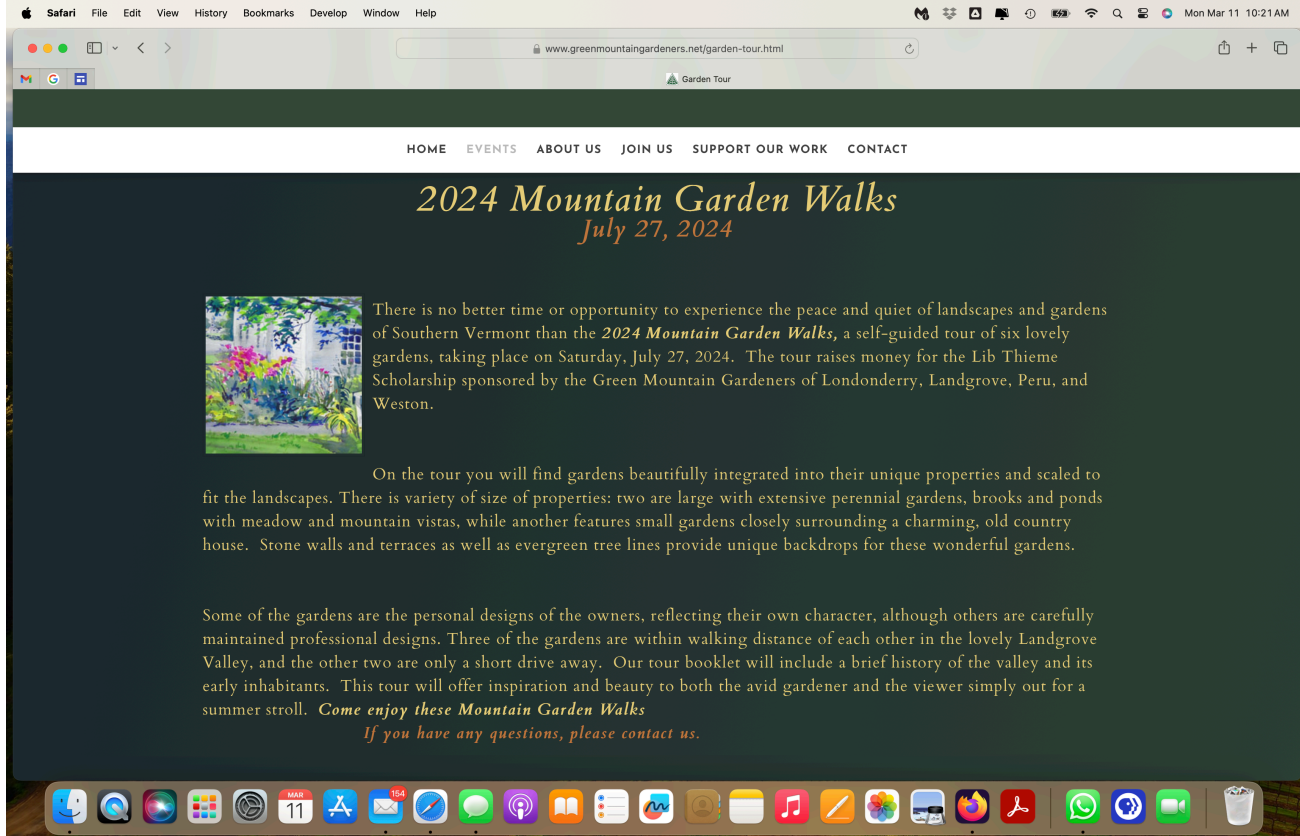 Safari File Edit View History Bookmarks Develop Window Help Mon Mar 11 10:21 AM
www.greenmountaingardeners.net/garden-tour.html
Garden Tour
HOME EVENTS ABOUT US JOIN US SUPPORT OUR WORK CONTACT
2024 Mountain Garden Walks
July 27, 2024
There is no better time or opportunity to experience the peace and quiet of landscapes and gardens
of Southern Vermont than the 2024 Mountain Garden Walks, a self-guided tour of six lovely
gardens, taking place on Saturday, July 27, 2024. The tour raises money for the Lib Thieme
Scholarship sponsored by the Green Mountain Gardeners of Londonderry, Landgrove, Peru, and
Weston.
On the tour you will find gardens beautifully integrated into their unique properties and scaled to
fit the landscapes. There is variety of size of properties: two are large with extensive perennial gardens, brooks and ponds
with meadow and mountain vistas, while another features small gardens closely surrounding a charming, old country
house. Stone walls and terraces as well as evergreen tree lines provide unique backdrops for these wonderful gardens.
Some of the gardens are the personal designs of the owners, reflecting their own character, although others are carefully
maintained professional designs. Three of the gardens are within walking distance of each other in the lovely Landgrove
Valley, and the other two are only a short drive away. Our tour booklet will include a brief history of the valley and its
early inhabitants. This tour will offer inspiration and beauty to both the avid gardener and the viewer simply out for a
summer stroll. Come enjoy these Mountain Garden Walks
If you have any questions, please contact us.
MAR
11
154